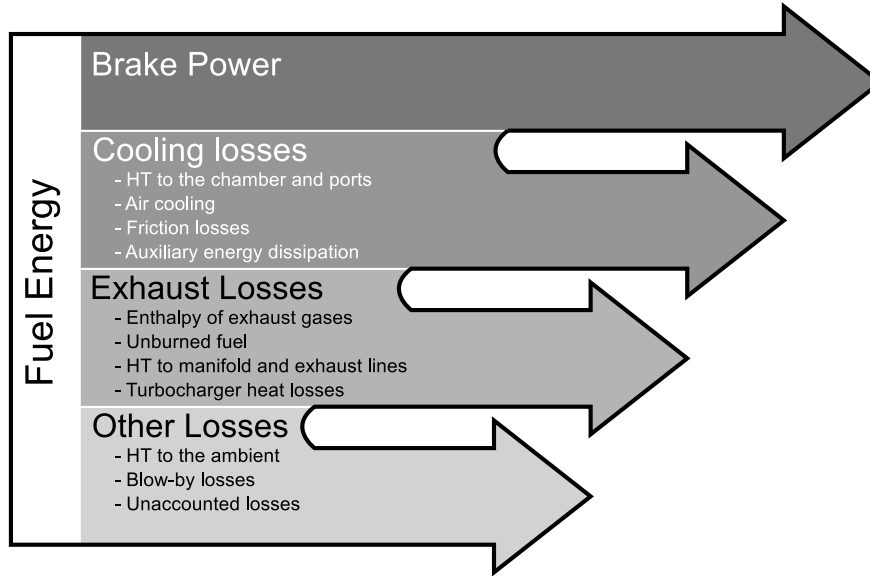 Fuel Energy
Brake Power
Cooling losses
- HT to the chamber and ports
- Air cooling
- Friction losses
- Auxiliary energy dissipation
Exhaust Losses
- Enthalpy of exhaust gases
- Unburned fuel
- HT to manifold and exhaust lines
- Turbocharger heat losses
Other Losses
- HT to the ambient
- Blow-by losses
- Unaccounted losses